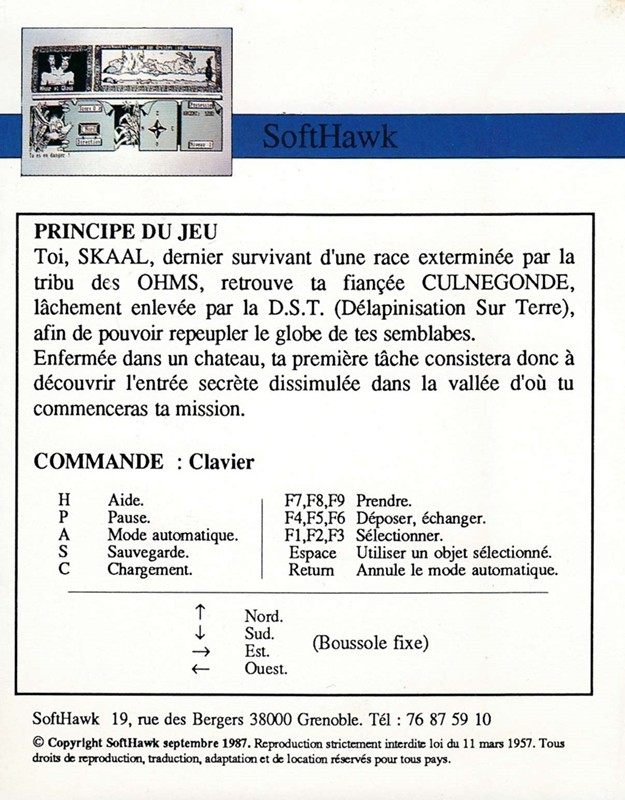 SoftHawk
PRINCIPE DU JEU
Toi, SKAAL, dernier survivant d'une race exterminée par la
tribu des OHMS, retrouve ta fiançée CULNEGONDE,
lâchement enlevée par la D.S.T. (Délapinisation Sur Terre),
afin de pouvoir repeupler le globe de tes semblabes.
Enfermée dans un chateau, ta première tâche consistera donc à
découvrir l'entrée secrète dissimulée dans la vallée d'où tu
commenceras ta mission.
COMMANDE : Clavier
H Aide.
P Pause.
A Mode automatique.
S Sauvegarde.
C Chargement.
F7,F8,F9 Prendre.
F4,F5,F6 Déposer, échanger.
F1,F2,F3 Sélectionner.
Espace Utiliser un objet sélectionné.
Return Annule le mode automatique.
↑ Nord.
↓ Sud.
→ Est.
← Ouest.
(Boussole fixe)
SoftHawk 19, rue des Bergers 38000 Grenoble. Tél : 76 87 59 10
© Copyright SoftHawk septembre 1987. Reproduction strictement interdite loi du 11 mars 1957. Tous
droits de reproduction, traduction, adaptation et de location réservés pour tous pays.